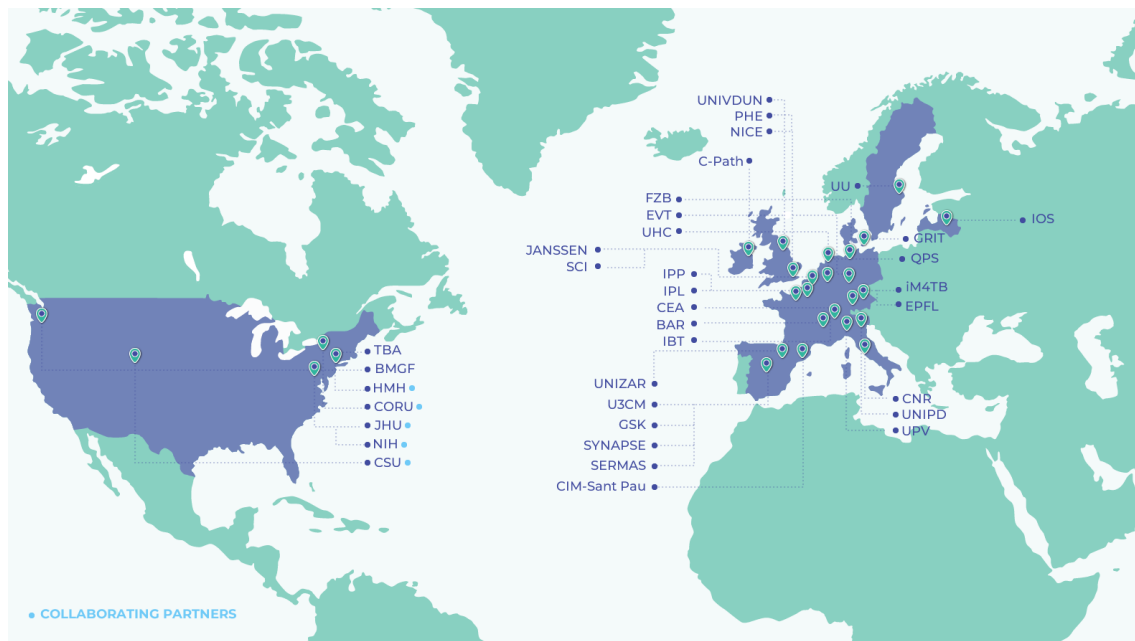 UNIVDUN
PHE
NICE
C-Path
UU
FZB
EVT
UHC
IOS
GRIT
JANSSEN
QPS
SCI
IPP
IPL
iM4TB
CEA
EPFL
BAR
IBT
TBA
BMGF
HMH
CORU
JHU
NIH
CSU
UNIZAR
U3CM
GSK
SYNAPSE
SERMAS
CIM-Sant Pau
CNR
UNIPD
UPV
COLLABORATING PARTNERS